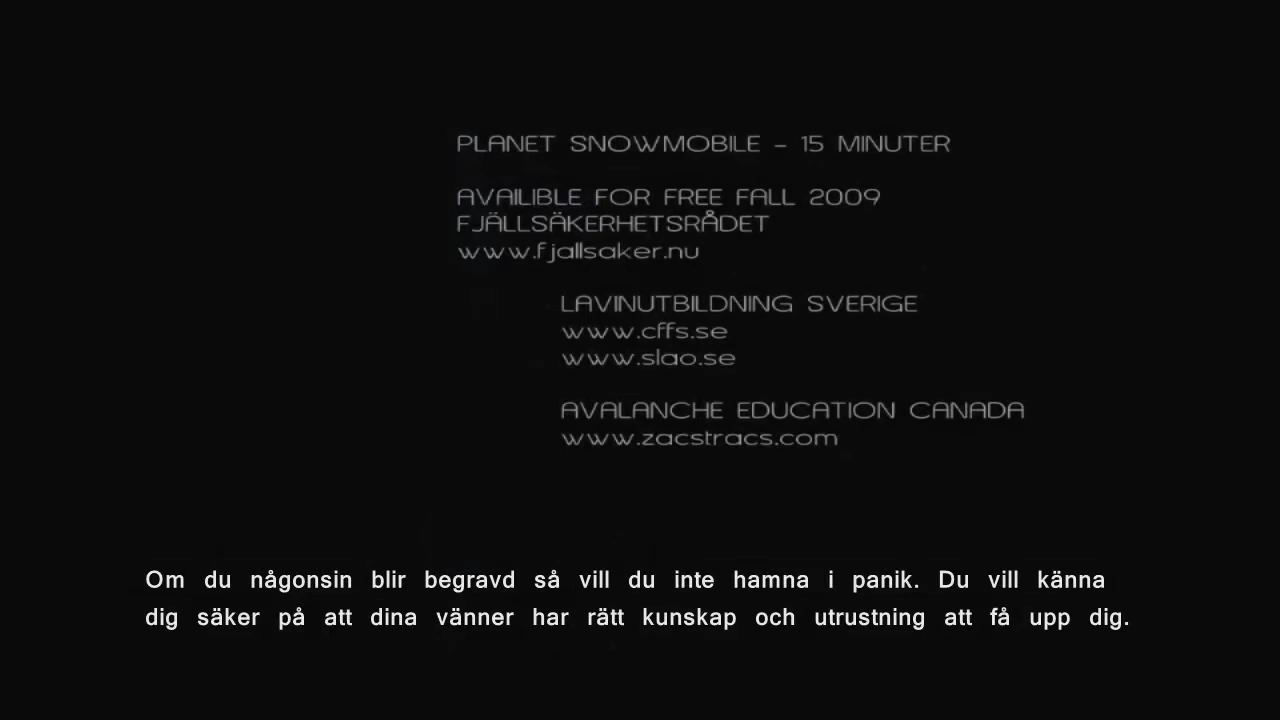 PLANET SNOWMOBILE - 15 MINUTER
AVAILIBLE FOR FREE FALL 2009
FJÄLLSÄKERHETSRÅDET
www.fjallsaker.nu
LAVINUTBILDNING SVERIGE
www.cffs.se
www.slao.se
AVALANCHE EDUCATION CANADA
www.zacstracs.com
Om du någonsin blir begravd så vill du inte hamna i panik. Du vill känna
dig säker på att dina vänner har rätt kunskap och utrustning att få upp dig.